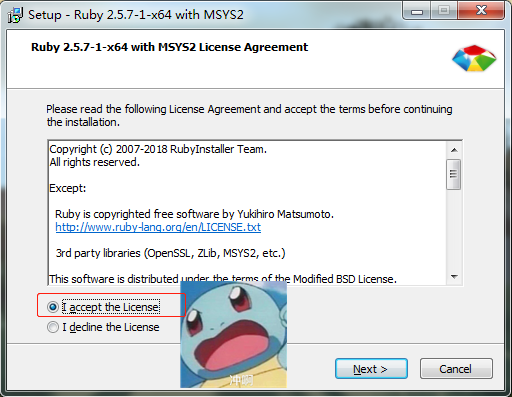 Setup - Ruby 2.5.7-1-x64 with MSYS2
Ruby 2.5.7-1-x64 with MSYS2 License Agreement
Please read the following License Agreement and accept the terms before continuing
the installation.
Copyright (c) 2007-2018 RubyInstaller Team.
All rights reserved.
Except:
Ruby is copyrighted free software by Yukihiro Matsumoto.
http://www.ruby-lang.org/en/LICENSE.txt
3rd party libraries (OpenSSL, ZLib, MSYS2, etc.)
This software is distributed under the terms of the Modified BSD License.
I accept the License
I decline the License
Next >
Cancel